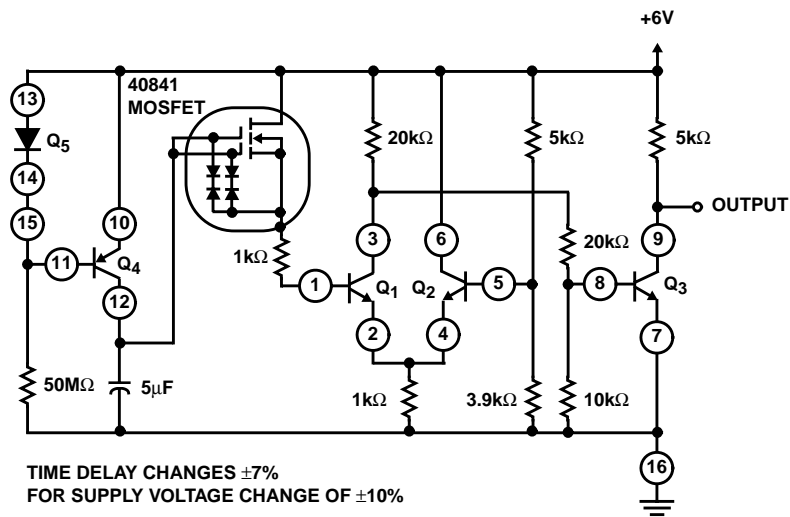 +6V
40841
MOSFET
13
Q5
14
15
10
11
Q4
12
50MΩ
5μF
1kΩ
20kΩ
3
1
Q1
2
6
Q2
5
4
1kΩ
5kΩ
3.9kΩ
20kΩ
8
10kΩ
5kΩ
OUTPUT
9
Q3
7
16
TIME DELAY CHANGES ±7%
FOR SUPPLY VOLTAGE CHANGE OF ±10%